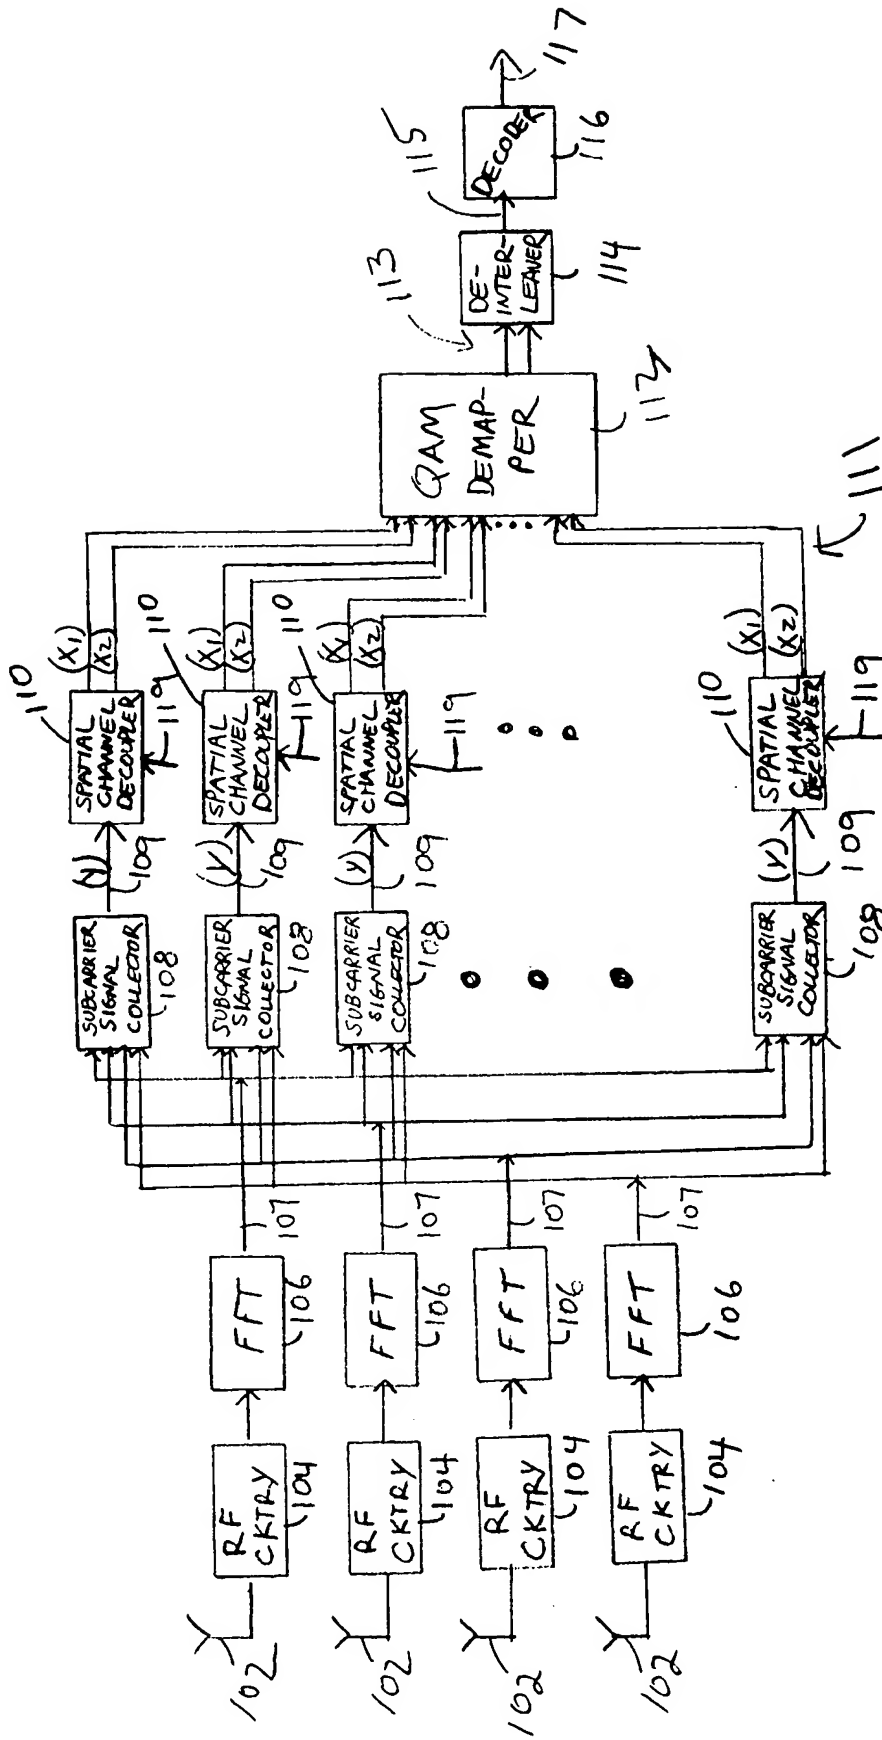 102
RF
CKTRY
104
FFT
106
107
102
RF
CKTRY
104
FFT
106
107
102
RF
CKTRY
104
FFT
106
107
102
RF
CKTRY
104
FFT
106
107
SUBCARRIER
SIGNAL
COLLECTOR
108
(Y)
109
SPATIAL
CHANNEL
DECOUPLER
110
119
(X1)
(X2)
SUBCARRIER
SIGNAL
COLLECTOR
108
(Y)
109
SPATIAL
CHANNEL
DECOUPLER
110
119
(X1)
(X2)
SUBCARRIER
SIGNAL
COLLECTOR
108
(Y)
109
SPATIAL
CHANNEL
DECOUPLER
110
119
(X1)
(X2)
SUBCARRIER
SIGNAL
COLLECTOR
108
(Y)
109
SPATIAL
CHANNEL
DECOUPLER
110
119
(X1)
(X2)
111
QAM
DEMAP-
PER
112
113
DE-
INTER-
LEAVER
114
115
DECODER
116
117